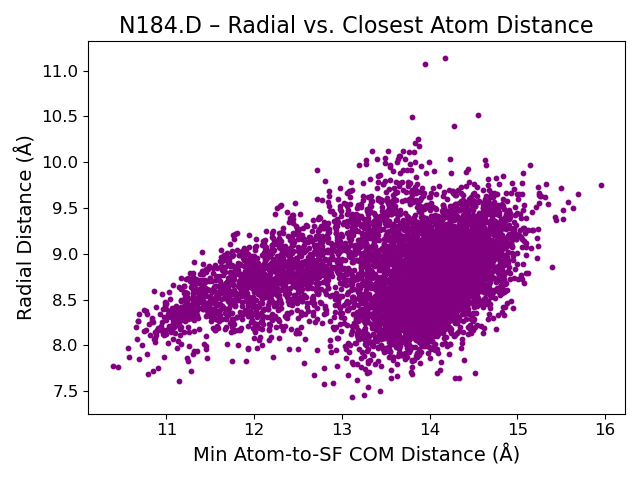 N184.D – Radial vs. Closest Atom Distance
Radial Distance (Å)
11.0
10.5
10.0
9.5
9.0
8.5
8.0
7.5
11 12 13 14 15 16
Min Atom-to-SF COM Distance (Å)